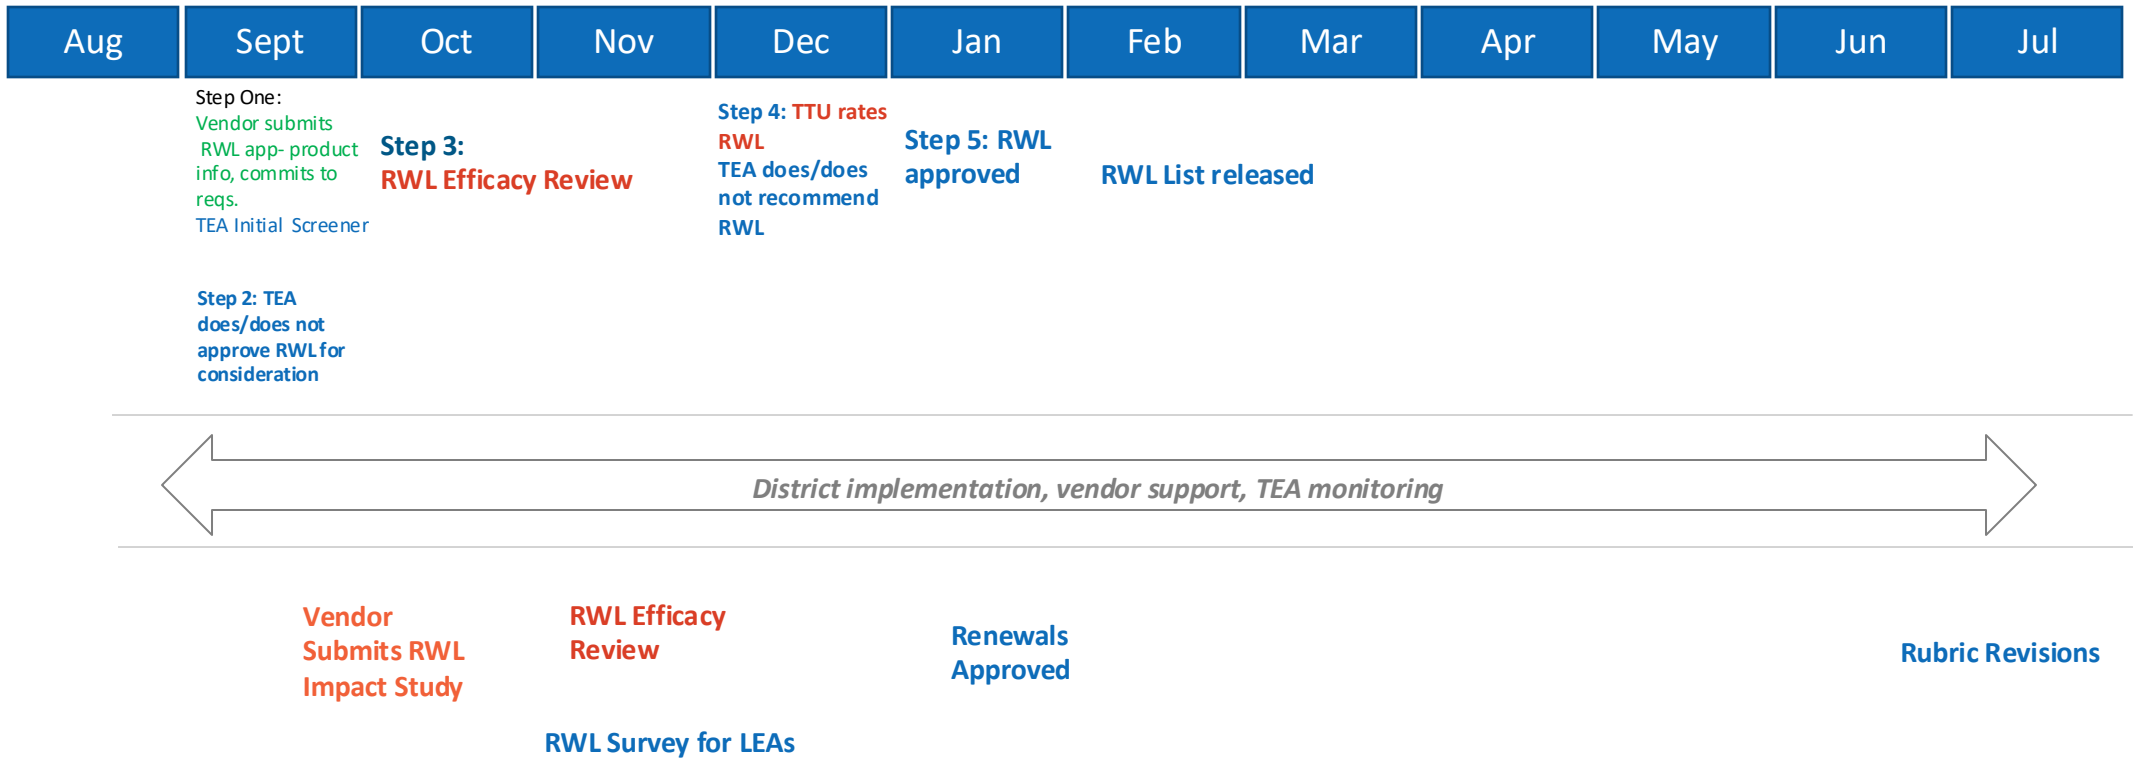 Aug Sept Oct Nov Dec Jan Feb Mar Apr May Jun Jul
Step One:
Vendor submits
RWL app- product
info, commits to
reqs.
TEA Initial Screener
Step 2: TEA
does/does not
approve RWL for
consideration
Step 3:
RWL Efficacy Review
Step 4: TTU rates
RWL
TEA does/does
not recommend
RWL
Step 5: RWL
approved
RWL List released
District implementation, vendor support, TEA monitoring
Vendor
Submits RWL
Impact Study
RWL Efficacy
Review
RWL Survey for LEAs
Renewals
Approved
Rubric Revisions